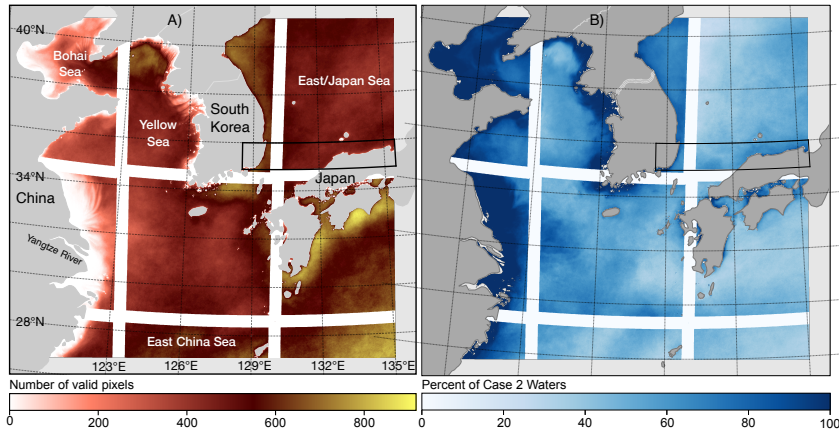 A)
B)
40°N
34°N
28°N
Bohai
Sea
East/Japan Sea
South
Korea
Yellow
Sea
Japan
China
Yangtze River
East China Sea
123°E
126°E
129°E
132°E
135°E
Number of valid pixels
0
200
400
600
800
Percent of Case 2 Waters
0
20
40
60
80
100